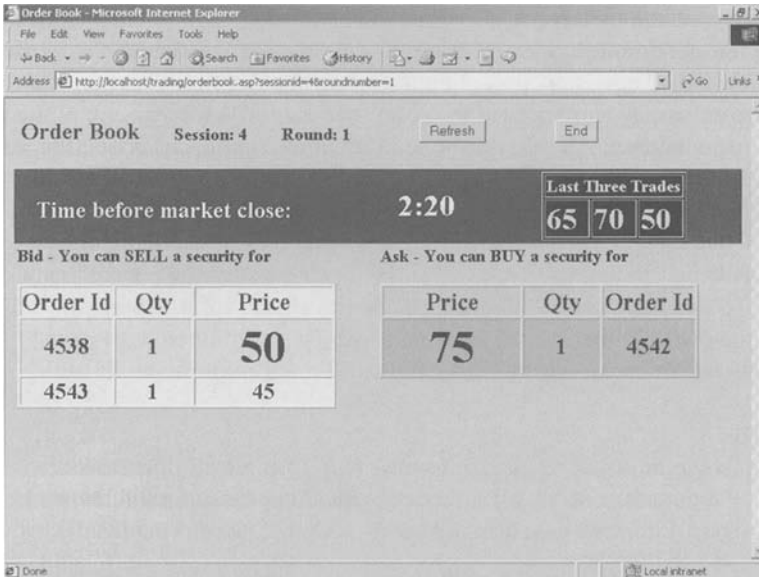 Order Book - Microsoft Internet Explorer
File Edit View Favorites Tools Help
Back Search Favorites History
Address http://localhost/trading/orderbook.asp?sessionid=4&roundnumber=1 Go Links
Order Book Session: 4 Round: 1 Refresh End
Last Three Trades
Time before market close: 2:20 65 70 50
Bid - You can SELL a security for Ask - You can BUY a security for
Order Id Qty Price Price Qty Order Id
4538 1 50 75 1 4542
4543 1 45
Done Local intranet